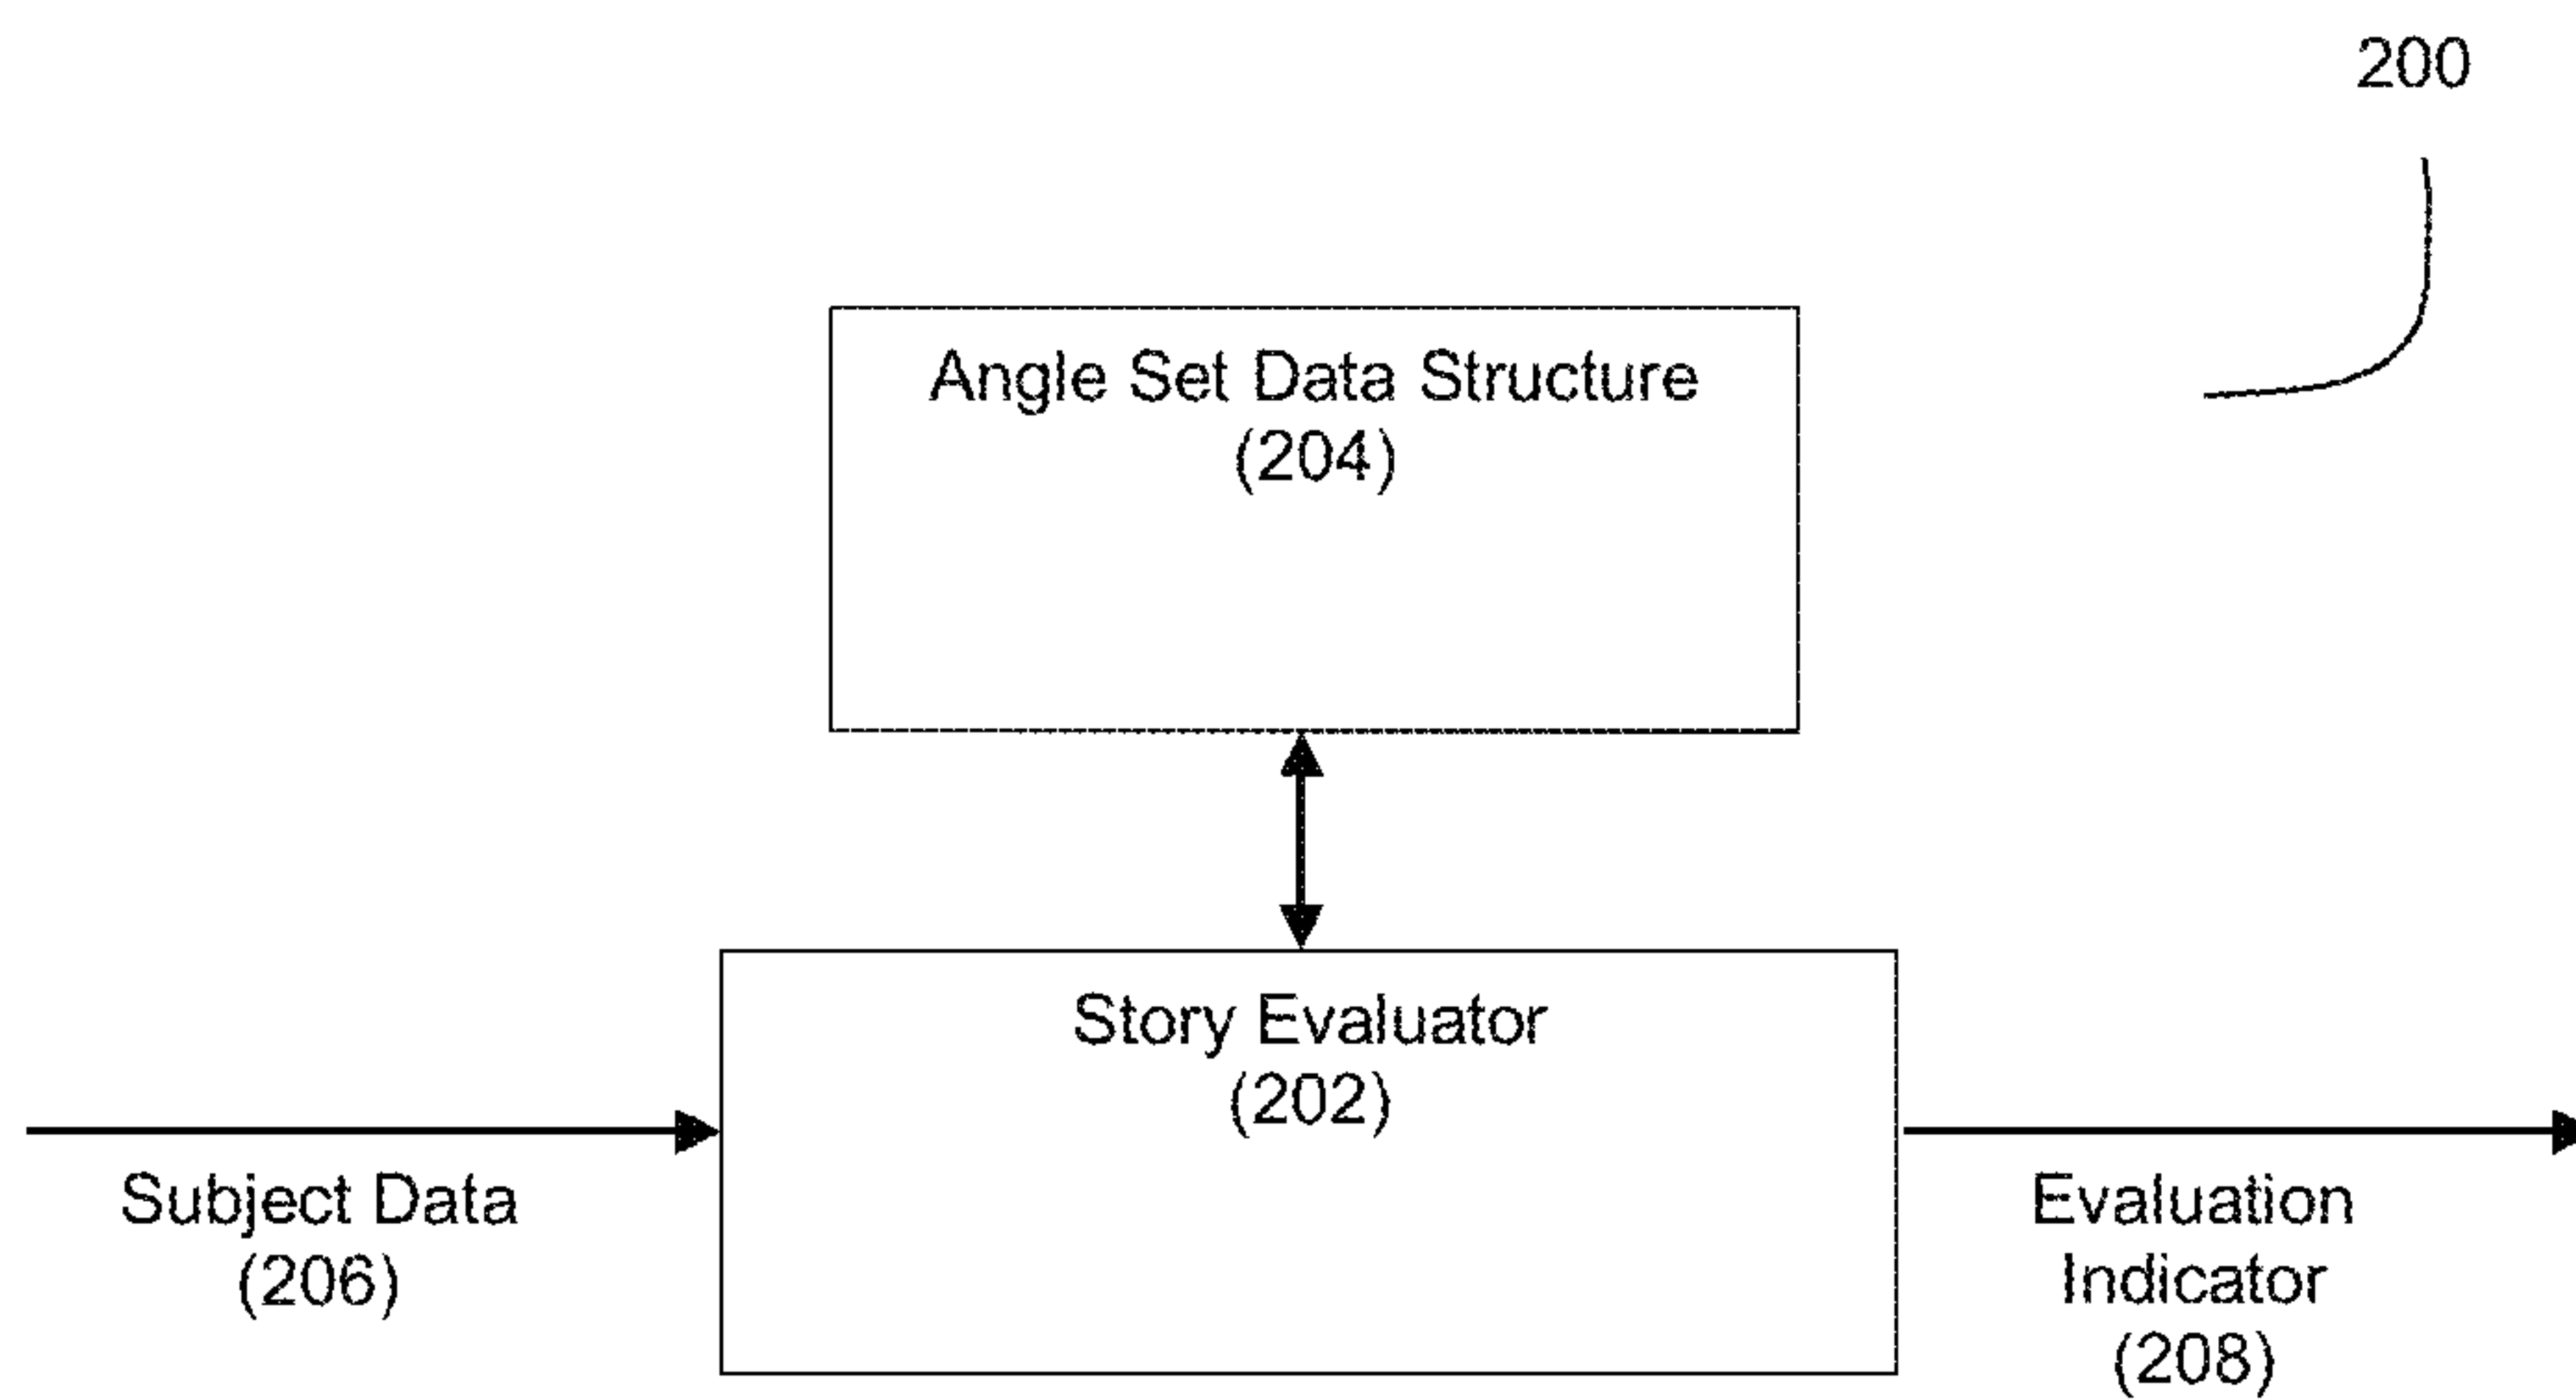 200
Angle Set Data Structure
(204)
Story Evaluator
(202)
Subject Data
(206)
Evaluation
Indicator
(208)